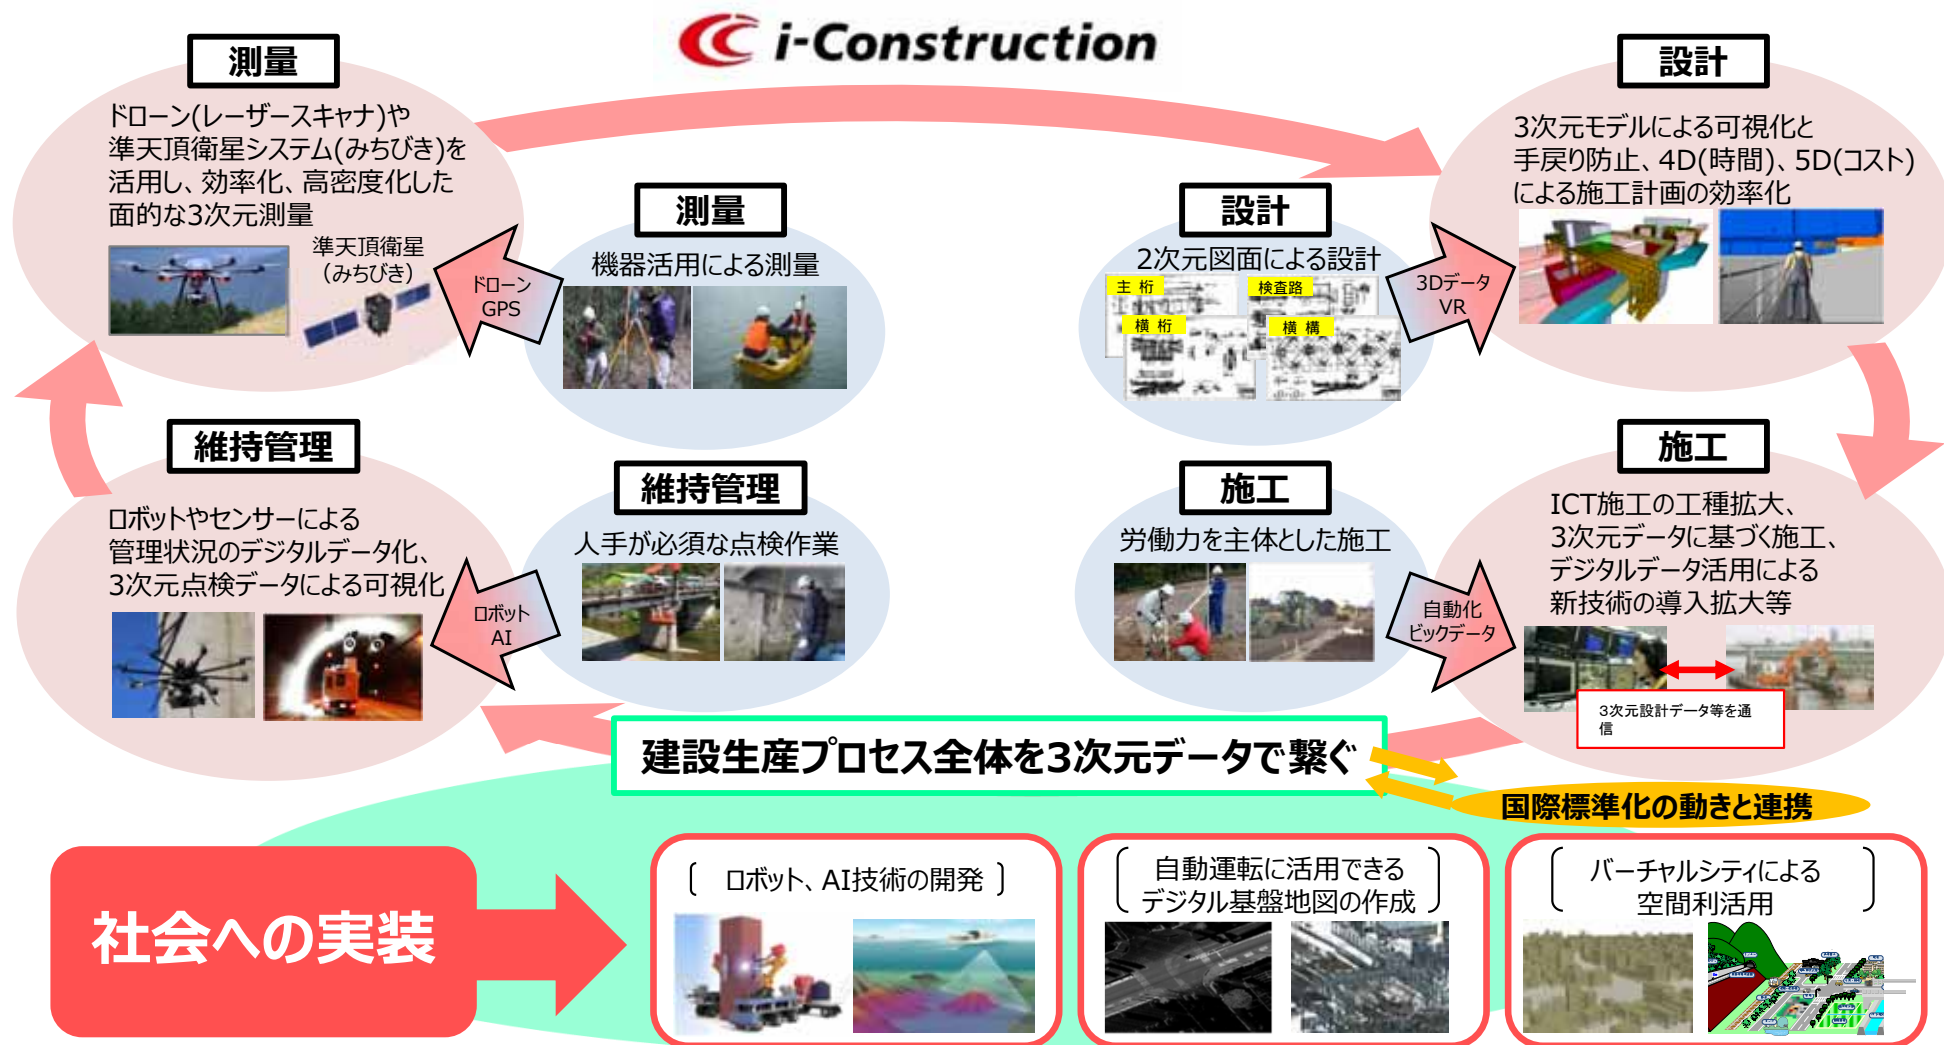 i-Construction
測量
ドローン(レーザースキャナ)や
準天頂衛星システム(みちびき)を
活用し、効率化、高密度化した
面的な3次元測量
準天頂衛星
（みちびき）
ドローン
GPS
測量
機器活用による測量
設計
2次元図面による設計
主 桁
検査路
横 桁
横 構
3Dデータ
VR
設計
3次元モデルによる可視化と
手戻り防止、4D(時間)、5D(コスト)
による施工計画の効率化
維持管理
ロボットやセンサーによる
管理状況のデジタルデータ化、
3次元点検データによる可視化
ロボット
AI
維持管理
人手が必須な点検作業
施工
労働力を主体とした施工
自動化
ビックデータ
施工
ICT施工の工種拡大、
3次元データに基づく施工、
デジタルデータ活用による
新技術の導入拡大等
3次元設計データ等を通
信
建設生産プロセス全体を3次元データで繋ぐ
国際標準化の動きと連携
社会への実装
ロボット、AI技術の開発
自動運転に活用できる
デジタル基盤地図の作成
バーチャルシティによる
空間利活用